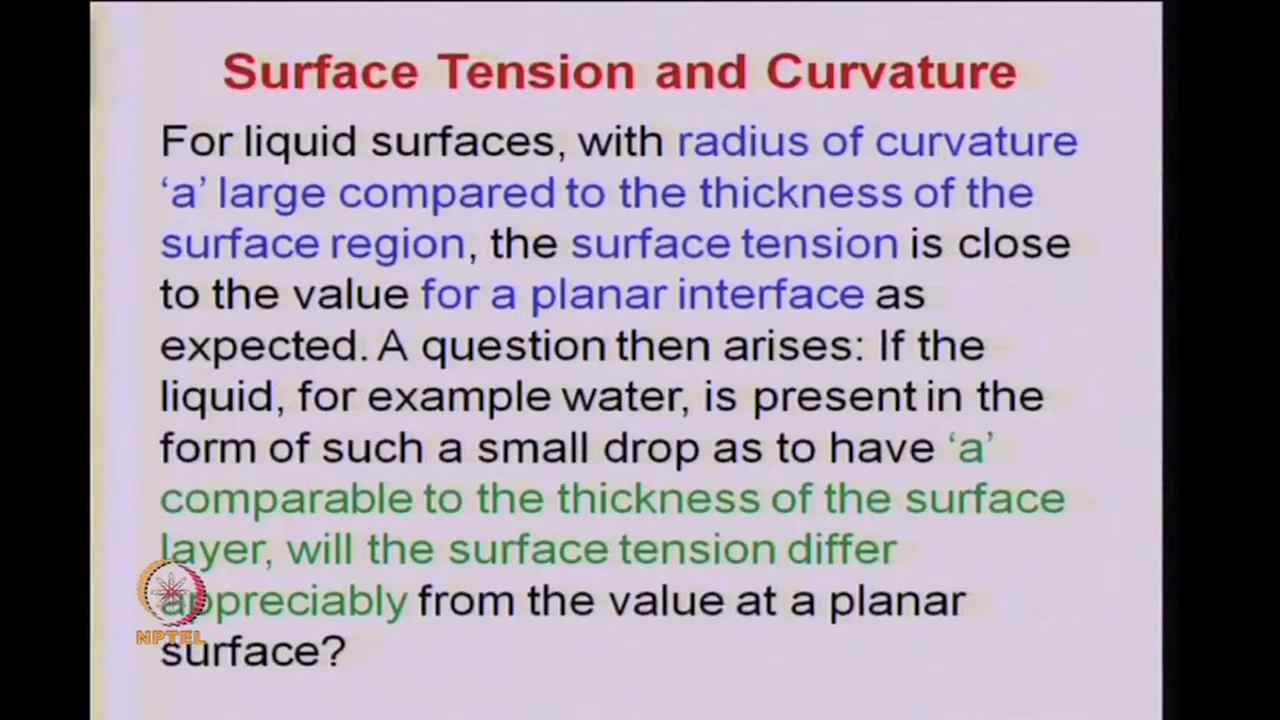 Surface Tension and Curvature
For liquid surfaces, with radius of curvature
‘a’ large compared to the thickness of the
surface region, the surface tension is close
to the value for a planar interface as
expected. A question then arises: If the
liquid, for example water, is present in the
form of such a small drop as to have ‘a’
comparable to the thickness of the surface
layer, will the surface tension differ
appreciably from the value at a planar
NPTEL
surface?